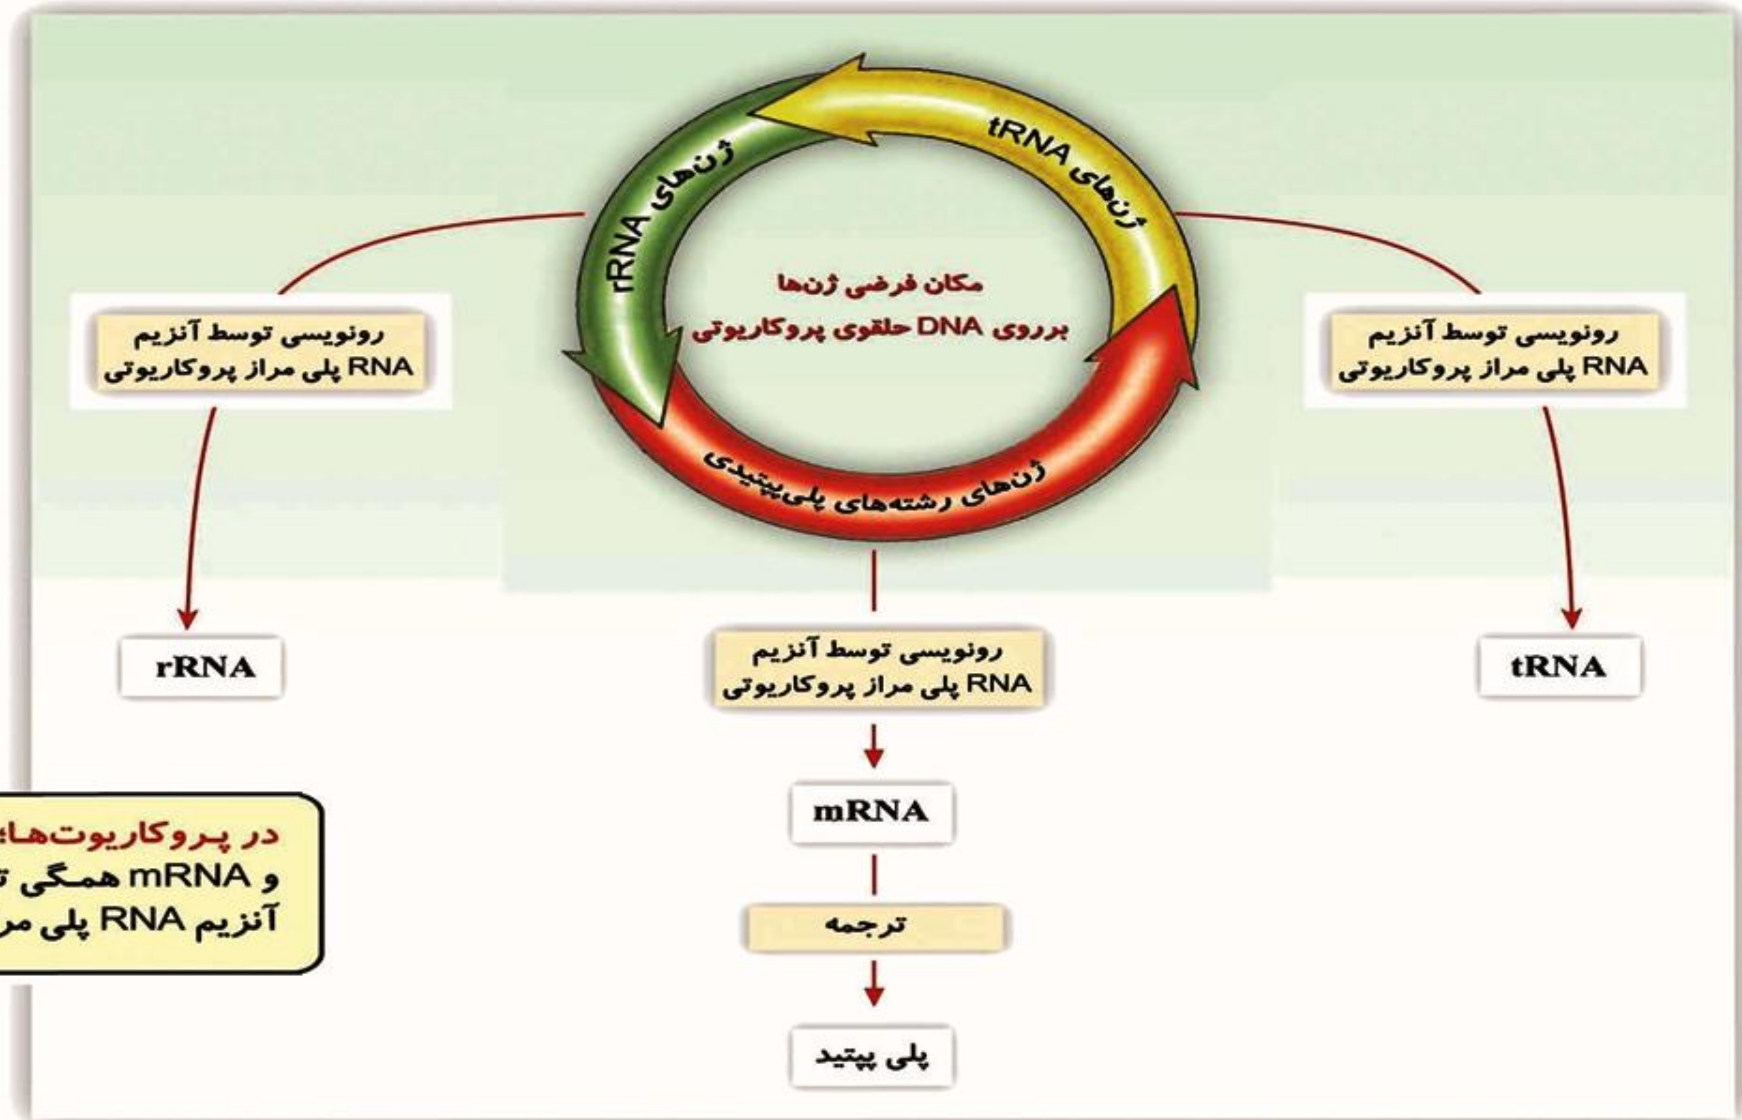 ژن‌های tRNA
ژن‌های rRNA
مکان فرضی ژن‌ها
برروی DNA حلقوی پروکاریوتی
ژن‌های رشته‌های پلی‌پپتیدی
رونویسی توسط آنزیم
RNA پلی مراز پروکاریوتی
رونویسی توسط آنزیم
RNA پلی مراز پروکاریوتی
tRNA
رونویسی توسط آنزیم
RNA پلی مراز پروکاریوتی
rRNA
mRNA
ترجمه
پلی پپتید
در پروکاریوت‌ها؛
و mRNA همگی
آنزیم RNA پلی